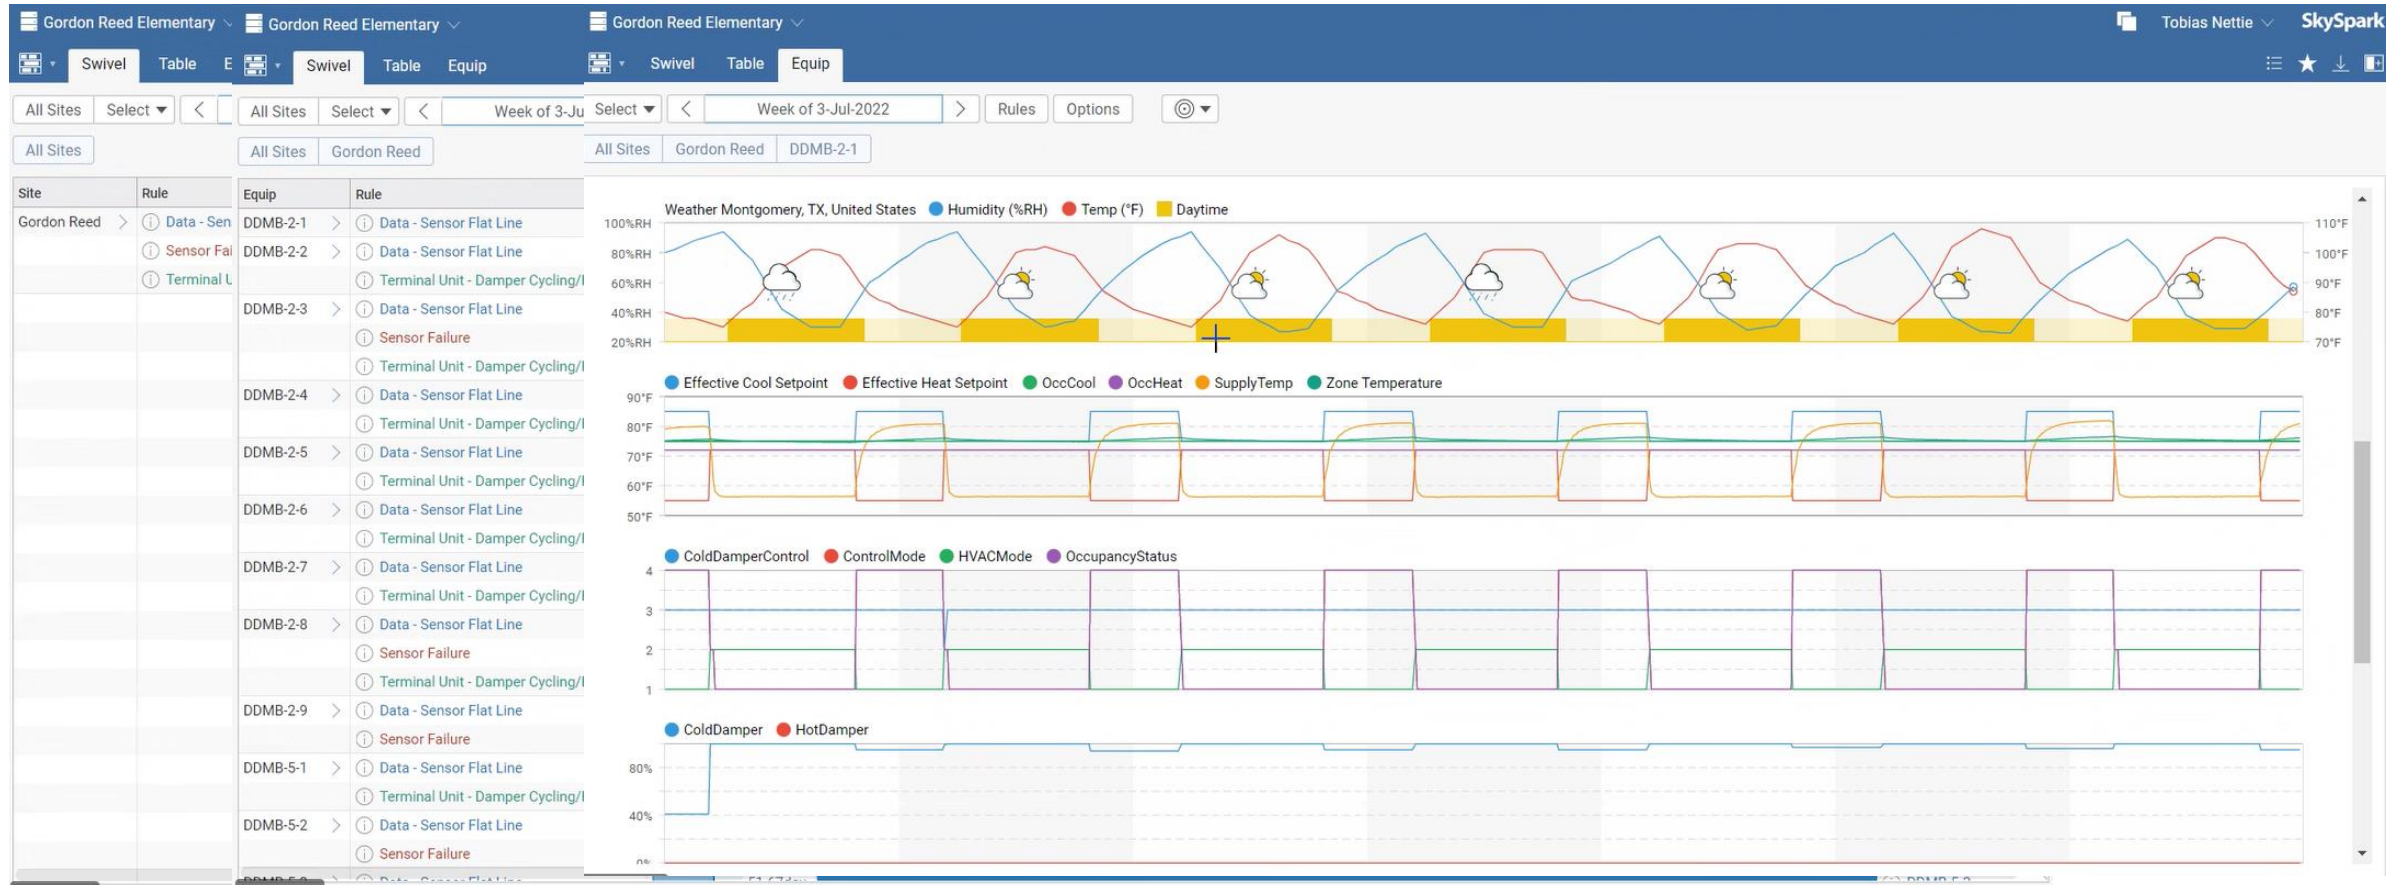 Gordon Reed Elementary
Swivel Table E
All Sites Select
All Sites
Site Rule
Gordon Reed Data - Sen
Sensor Fai
Terminal U
Gordon Reed Elementary
Swivel Table Equip
All Sites Select Week of 3-Ju
All Sites Gordon Reed
Equip Rule
DDMB-2-1 Data - Sensor Flat Line
DDMB-2-2 Data - Sensor Flat Line
Terminal Unit - Damper Cycling/
DDMB-2-3 Data - Sensor Flat Line
Sensor Failure
Terminal Unit - Damper Cycling/
DDMB-2-4 Data - Sensor Flat Line
Terminal Unit - Damper Cycling/
DDMB-2-5 Data - Sensor Flat Line
Terminal Unit - Damper Cycling/
DDMB-2-6 Data - Sensor Flat Line
Terminal Unit - Damper Cycling/
DDMB-2-7 Data - Sensor Flat Line
Terminal Unit - Damper Cycling/
DDMB-2-8 Data - Sensor Flat Line
Sensor Failure
Terminal Unit - Damper Cycling/
DDMB-2-9 Data - Sensor Flat Line
Sensor Failure
DDMB-5-1 Data - Sensor Flat Line
Terminal Unit - Damper Cycling/
DDMB-5-2 Data - Sensor Flat Line
Sensor Failure
Gordon Reed Elementary Tobias Nettie SkySpark
Swivel Table Equip
Select Week of 3-Jul-2022 Rules Options
All Sites Gordon Reed DDMB-2-1
Weather Montgomery, TX, United States Humidity (%RH) Temp (°F) Daytime
100%RH 110°F
80%RH 100°F
60%RH 90°F
40%RH 80°F
20%RH 70°F
Effective Cool Setpoint Effective Heat Setpoint OccCool OccHeat SupplyTemp Zone Temperature
90°F
80°F
70°F
60°F
50°F
ColdDamperControl ControlMode HVACMode OccupancyStatus
4
3
2
1
ColdDamper HotDamper
80%
40%
0%